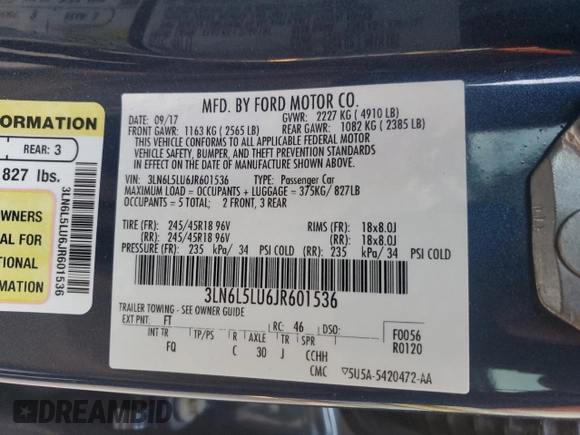 MFD. BY FORD MOTOR CO.
DATE: 09/17 GVWR: 2227 KG ( 4910 LB)
FRONT GAWR: 1163 KG ( 2565 LB) REAR GAWR: 1082 KG ( 2385 LB)
THIS VEHICLE CONFORMS TO ALL APPLICABLE FEDERAL MOTOR
VEHICLE SAFETY, BUMPER, AND THEFT PREVENTION STANDARDS
IN EFFECT ON THE DATE OF MANUFACTURE SHOWN ABOVE.
VIN: 3LN6L5LU6JR601536 TYPE: Passenger Car
MAXIMUM LOAD = OCCUPANTS + LUGGAGE = 375KG/ 827LB
OCCUPANTS = 5 TOTAL; 2 FRONT, 3 REAR
TIRE (FR): 245/45R18 96V RIMS (FR): 18x8.0J
(RR): 245/45R18 96V (RR): 18x8.0J
PRESSURE (FR): 235 kPa/ 34 PSI COLD (RR): 235 kPa/ 34 PSI COLD
3LN6L5LU6JR601536
TRAILER TOWING - SEE OWNER GUIDE
EXT PNT: FT RC: 46 DSO: F0056
INT TR TP/PS R AXLE TR SPR R0120
FQ C 30 J CCHH
CMC 5U5A-5420472-AA
FORMATION
REAR: 3
827 lbs.
OWNERS
AL FOR
TIONAL
MATION
3LN6L5LU6JR601536
DREAMBID